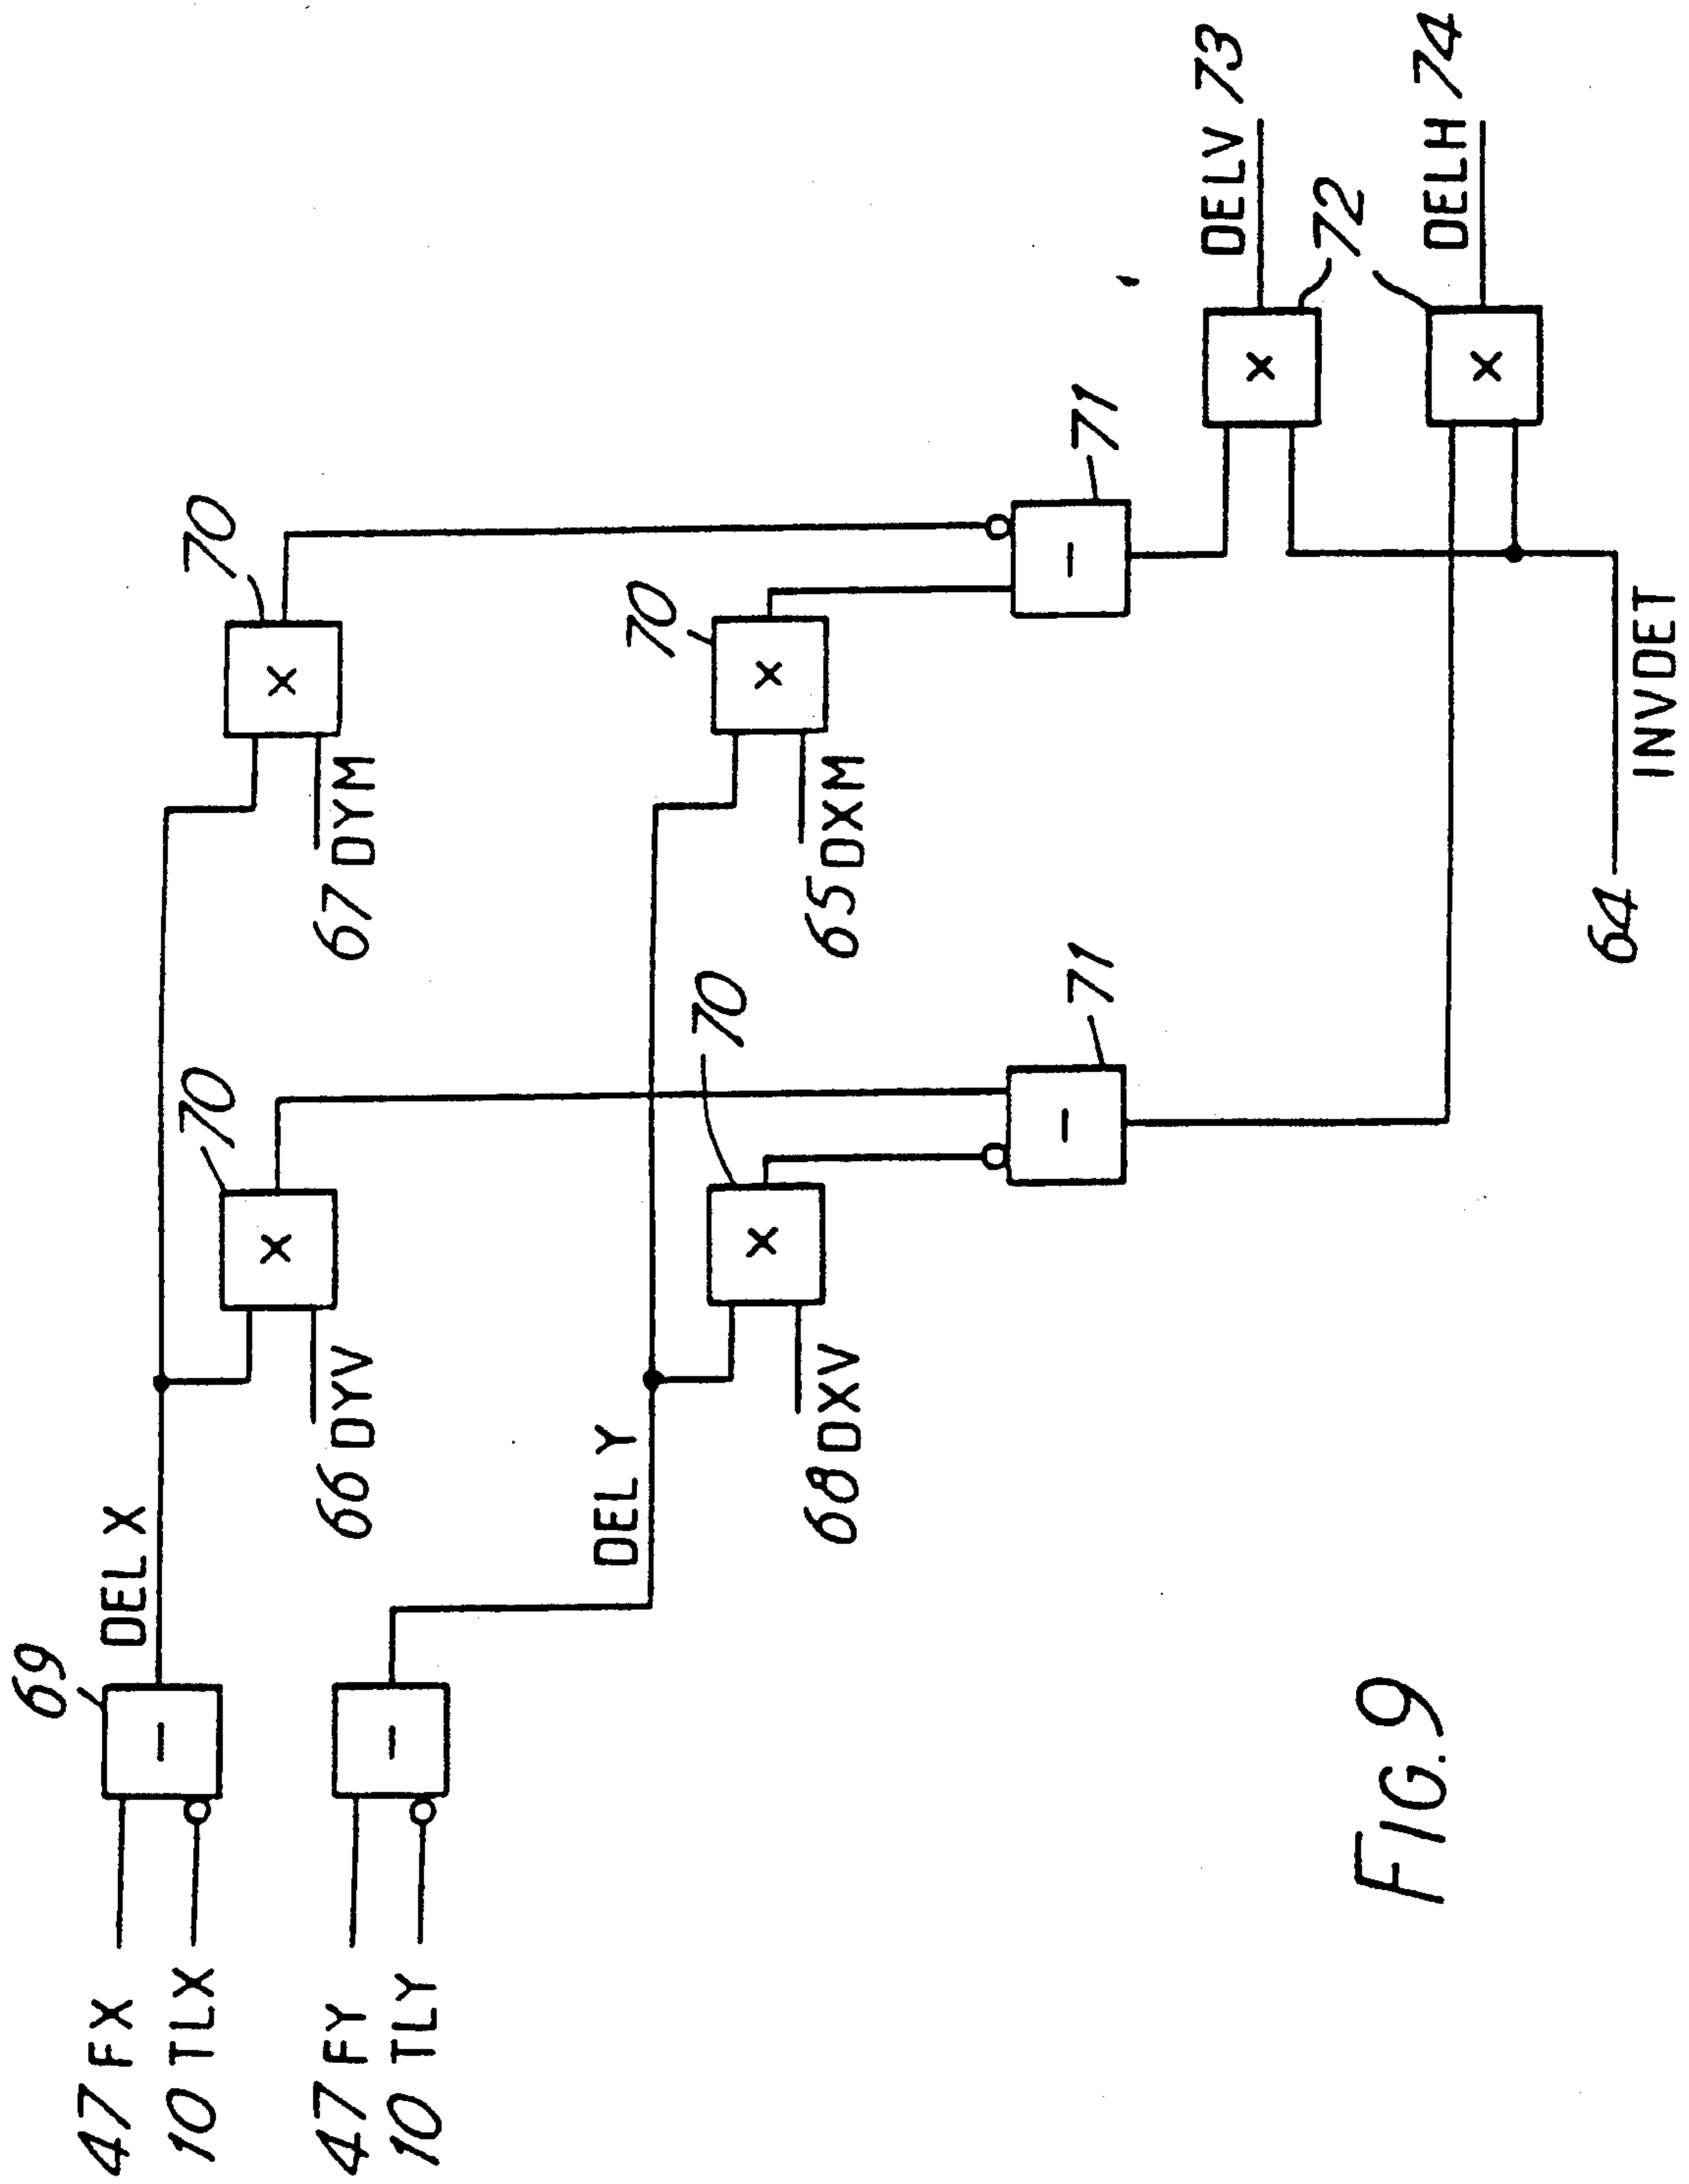 47 FX
10 TLX
47 FY
10 TLY
69
DEL X
DEL Y
−
−
66 DYV
70
×
68 DXV
70
×
67 DYM
70
×
65 DXM
70
×
71
−
71
−
64
INVDET
×
×
72
DELV 73
DELH 74
FIG. 9